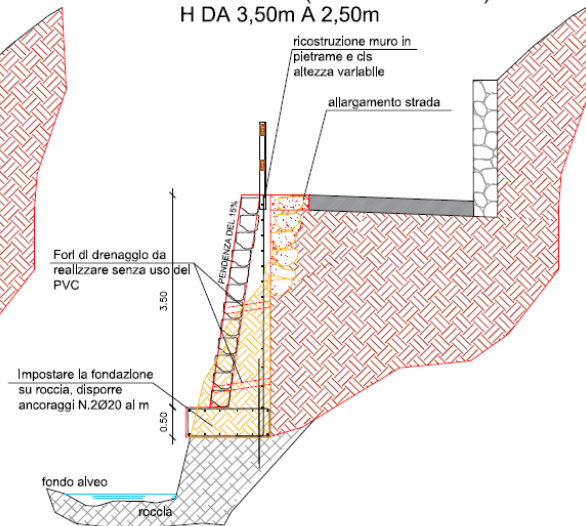 H DA 3,50m A 2,50m
ricostruzione muro in
pietrame e cls
altezza variabile
allargamento strada
PENDENZA DEL 15%
Fori di drenaggio da
realizzare senza uso del
PVC
3.50
Impostare la fondazione
su roccia, disporre
ancoraggi N.2Ø20 al m
0.50
fondo alveo
roccia